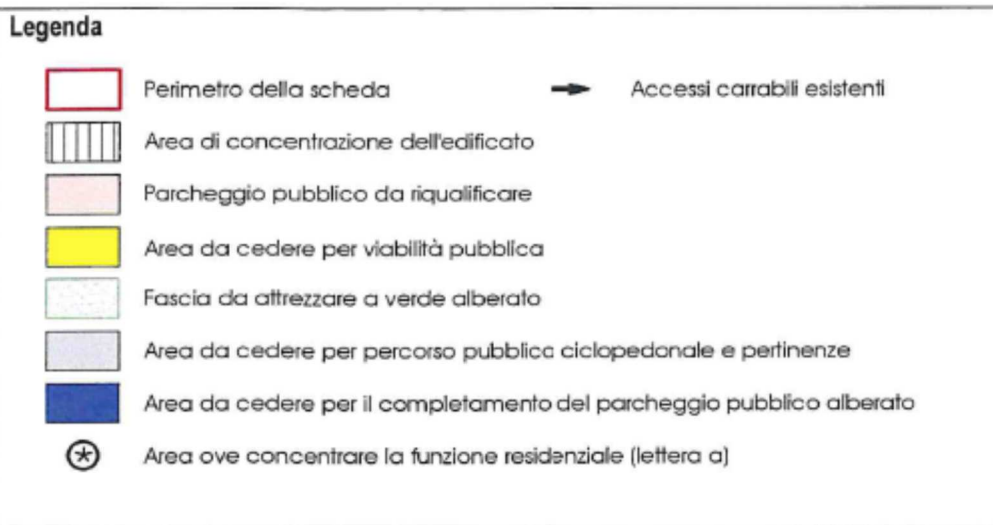 Legenda
Perimetro della scheda
Accessi carrabili esistenti
Area di concentrazione dell'edificato
Parcheggio pubblico da riqualificare
Area da cedere per viabilità pubblica
Fascia da attrezzare a verde alberato
Area da cedere per percorso pubblico ciclopedonale e pertinenze
Area da cedere per il completamento del parcheggio pubblico alberato
Area ove concentrare la funzione residenziale (lettera a)